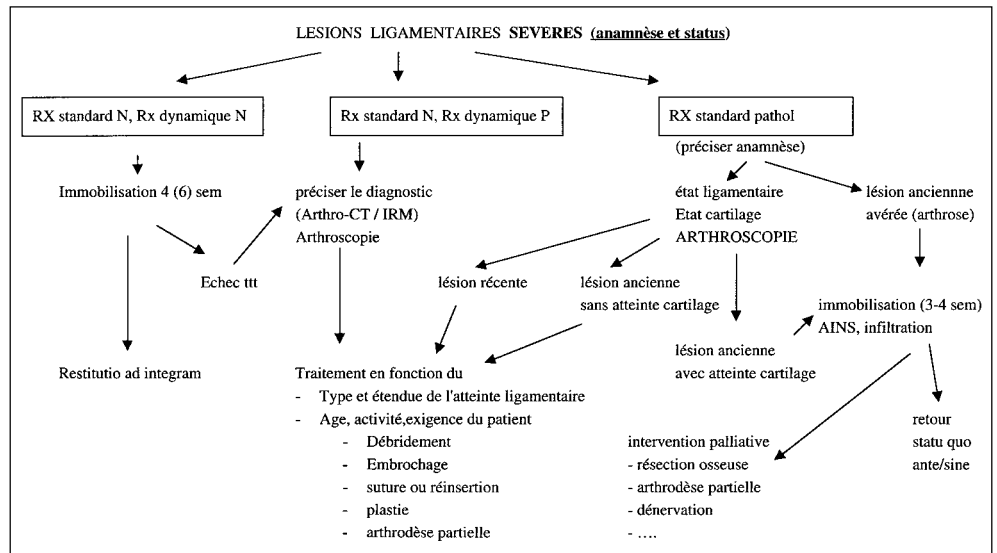 LESIONS LIGAMENTAIRES SEVERES (anamnèse et status)
RX standard N, Rx dynamique N
Rx standard N, Rx dynamique P
RX standard pathol
(préciser anamnèse)
Immobilisation 4 (6) sem
préciser le diagnostic
(Arthro-CT / IRM)
Arthroscopie
état ligamentaire
Etat cartilage
ARTHROSCOPIE
lésion anciennne
avérée (arthrose)
Echec ttt
lésion récente
lésion ancienne
sans atteinte cartilage
immobilisation (3-4 sem)
AINS, infiltration
lésion ancienne
avec atteinte cartilage
Restitutio ad integram
Traitement en fonction du
- Type et étendue de l'atteinte ligamentaire
- Age, activité,exigence du patient
- Débridement
- Embrochage
- suture ou réinsertion
- plastie
- arthrodèse partielle
intervention palliative
- résection osseuse
- arthrodèse partielle
- dénervation
- ....
retour
statu quo
ante/sine